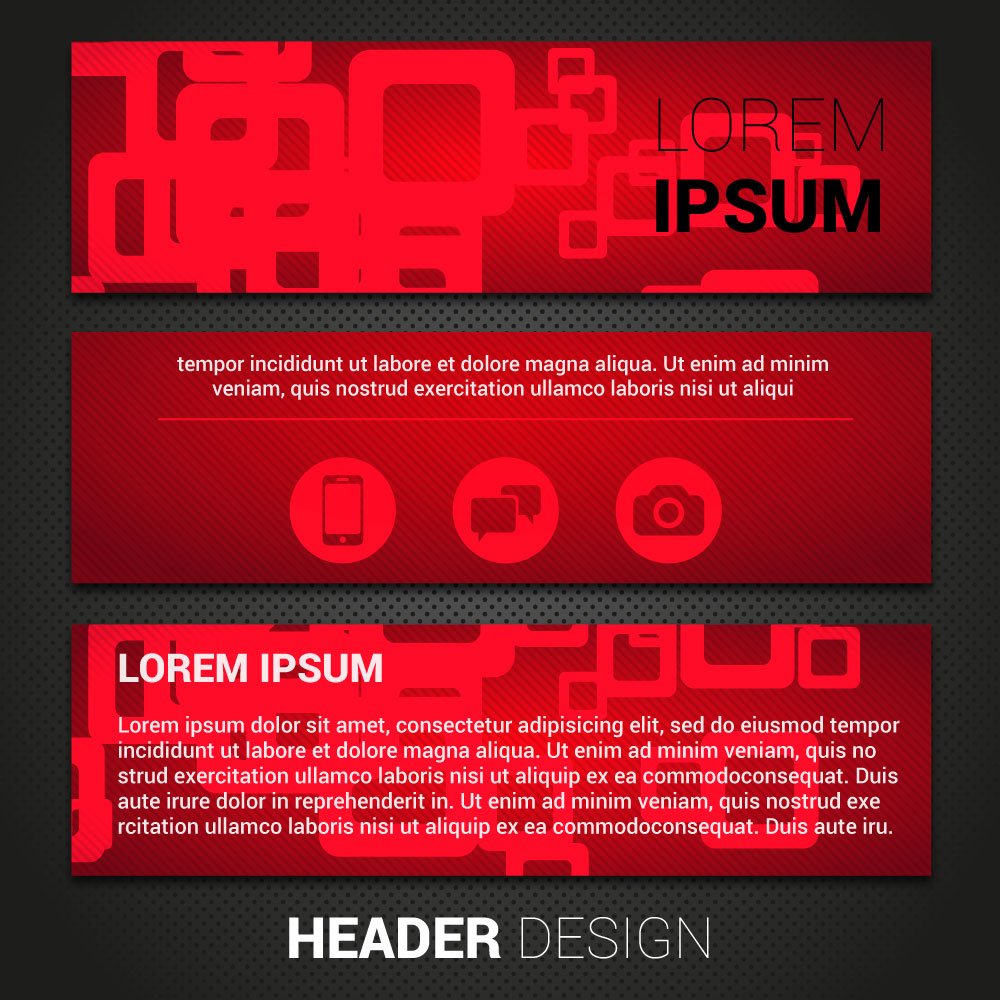 LOREM
IPSUM
tempor incididunt ut labore et dolore magna aliqua. Ut enim ad minim
veniam, quis nostrud exercitation ullamco laboris nisi ut aliqui
LOREM IPSUM
Lorem ipsum dolor sit amet, consectetur adipisicing elit, sed do eiusmod tempor
incididunt ut labore et dolore magna aliqua. Ut enim ad minim veniam, quis no
strud exercitation ullamco laboris nisi ut aliquip ex ea commodoconsequat. Duis
aute irure dolor in reprehenderit in. Ut enim ad minim veniam, quis nostrud exe
rcitation ullamco laboris nisi ut aliquip ex ea commodoconsequat. Duis aute iru.
HEADER DESIGN